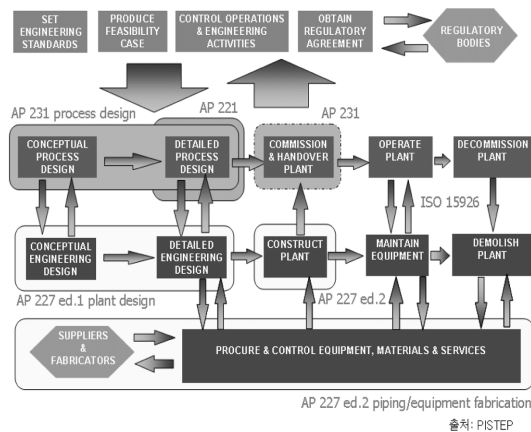 SET
ENGINEERING
STANDARDS
PRODUCE
FEASIBILITY
CASE
CONTROL OPERATIONS
& ENGINEERING
ACTIVITIES
OBTAIN
REGULATORY
AGREEMENT
REGULATORY
BODIES
AP 231 process design
AP 221
AP 231
CONCEPTUAL
PROCESS
DESIGN
DETAILED
PROCESS
DESIGN
COMMISSION
& HANDOVER
PLANT
OPERATE
PLANT
DECOMMISSION
PLANT
ISO 15926
CONCEPTUAL
ENGINEERING
DESIGN
DETAILED
ENGINEERING
DESIGN
CONSTRUCT
PLANT
MAINTAIN
EQUIPMENT
DEMOLISH
PLANT
AP 227 ed.1 plant design
AP 227 ed.2
SUPPLIERS
&
FABRICATORS
PROCURE & CONTROL EQUIPMENT, MATERIALS & SERVICES
AP 227 ed.2 piping/equipment fabrication
출처: PISTEP